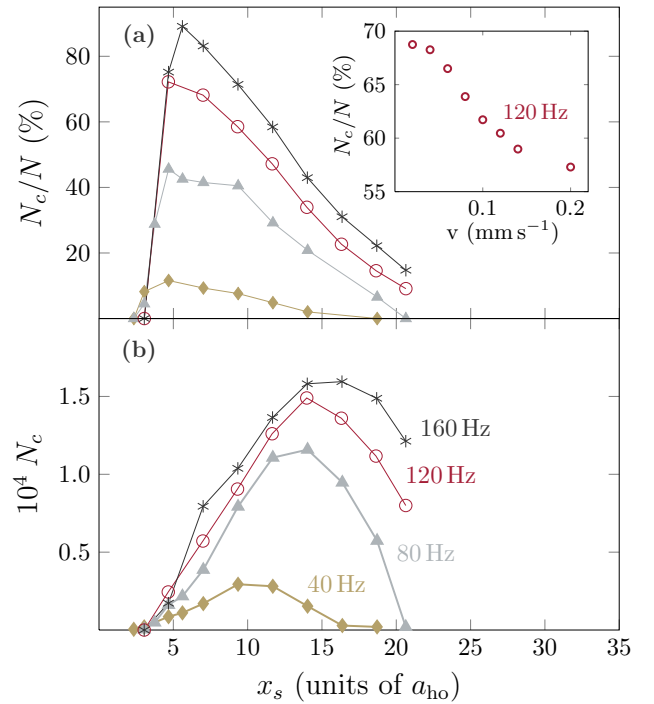 (a)
N_c/N (%)
80
60
40
20
N_c/N (%)
70
65
60
55
120 Hz
0.1
0.2
v (mm s⁻¹)
(b)
10⁴ N_c
1.5
1.0
0.5
160 Hz
120 Hz
80 Hz
40 Hz
5
10
15
20
25
30
35
x_s (units of a_ho)